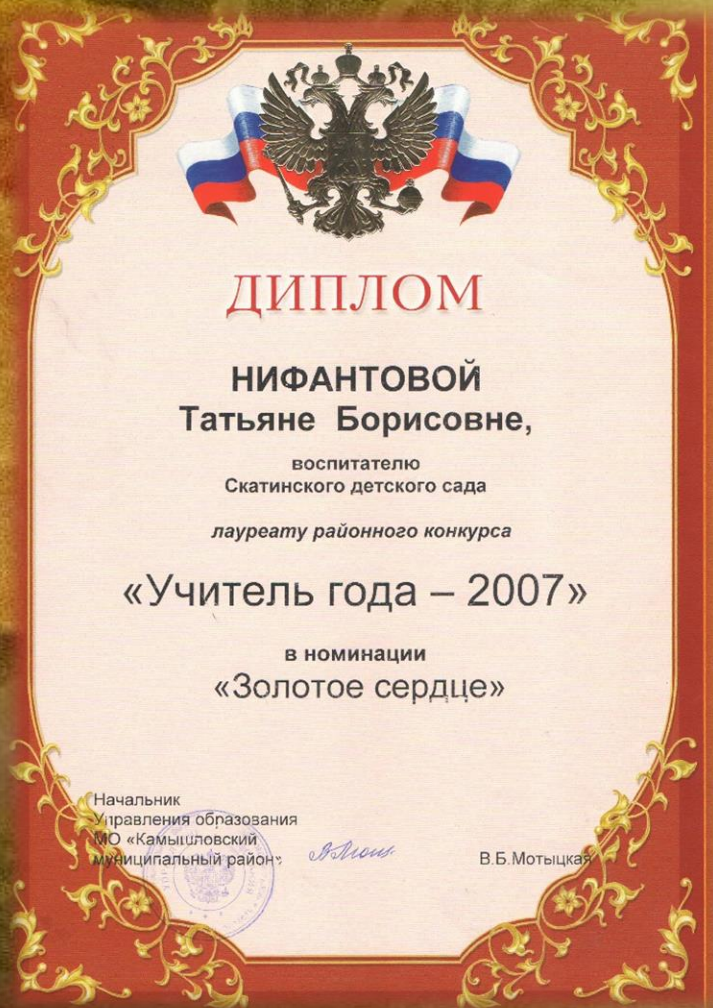 ДИПЛОМ
НИФАНТОВОЙ
Татьяне Борисовне,
воспитателю
Скатинского детского сада
лауреату районного конкурса
«Учитель года – 2007»
в номинации
«Золотое сердце»
Начальник
Управления образования
МО «Камышловский
муниципальный район»
В.Б.Мотыцкая